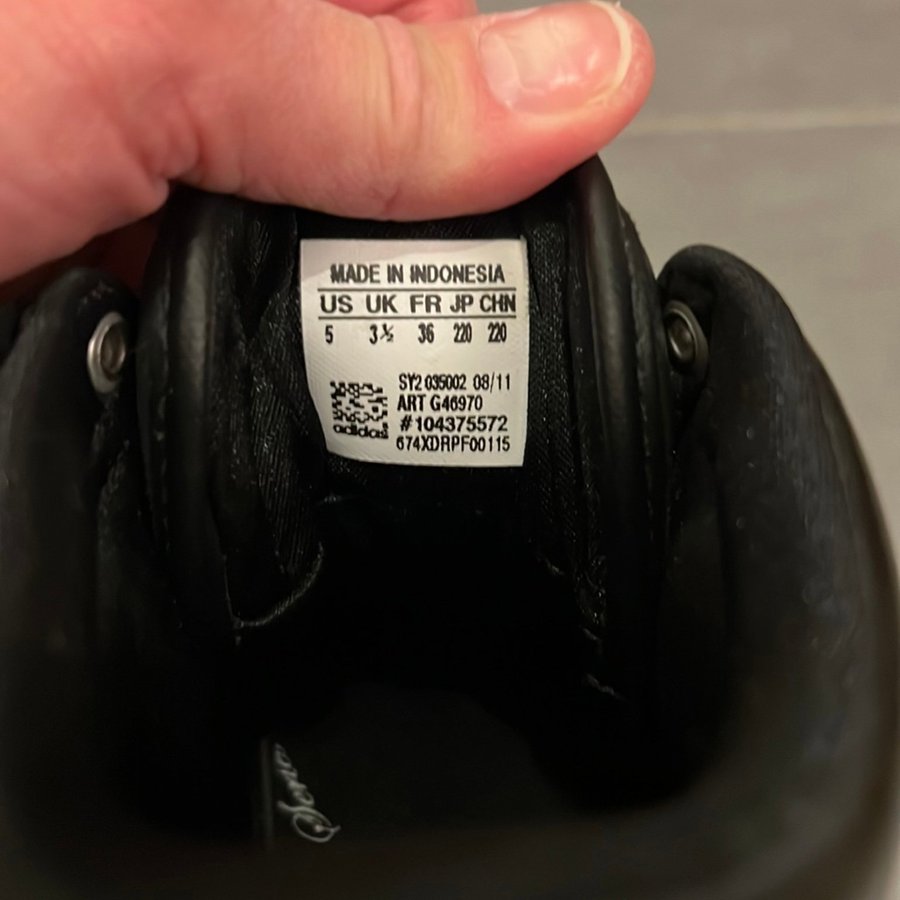 MADE IN INDONESIA
US UK FR JP CHN
5 3½ 36 220 220
SY2 035002 08/11
ART G46970
adidas #104375572
674XDRPF00115